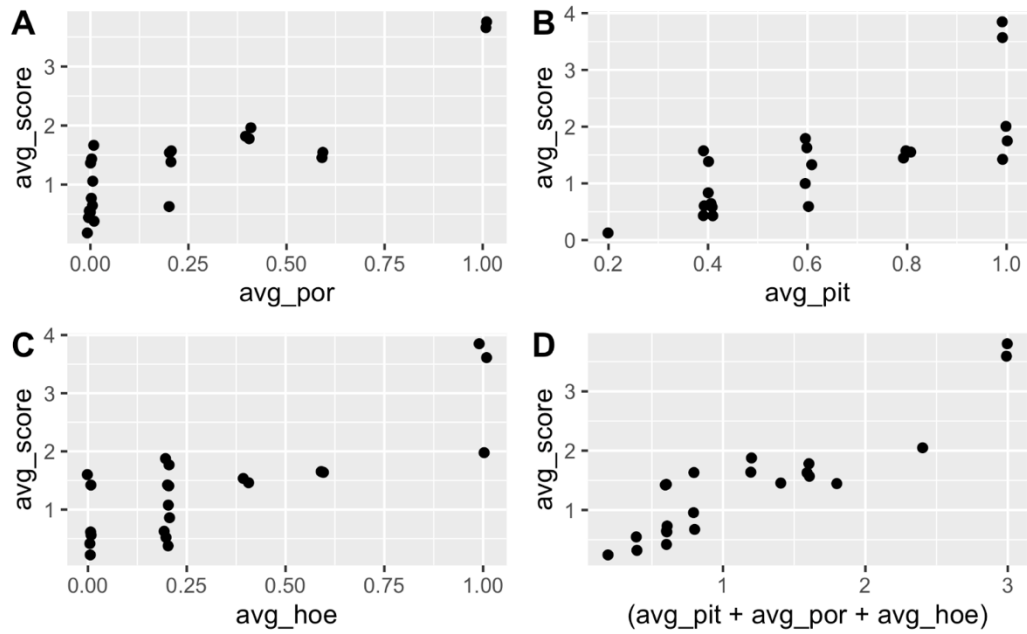 A
avg_score
3
2
1
0.00 0.25 0.50 0.75 1.00
avg_por
B
avg_score
4
3
2
1
0
0.2 0.4 0.6 0.8 1.0
avg_pit
C
avg_score
4
3
2
1
0.00 0.25 0.50 0.75 1.00
avg_hoe
D
avg_score
3
2
1
1 2 3
(avg_pit + avg_por + avg_hoe)